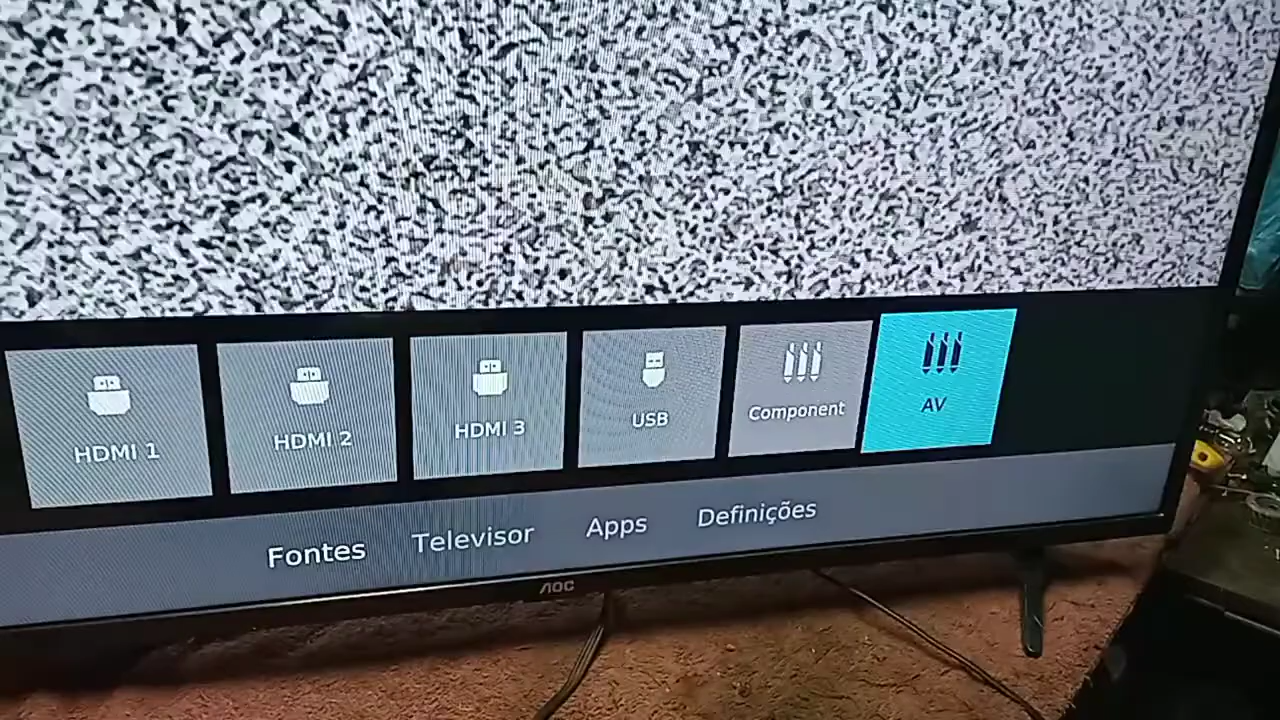 HDMI 1
HDMI 2
HDMI 3
USB
Component
AV
Fontes
Televisor
Apps
Definições
AOC